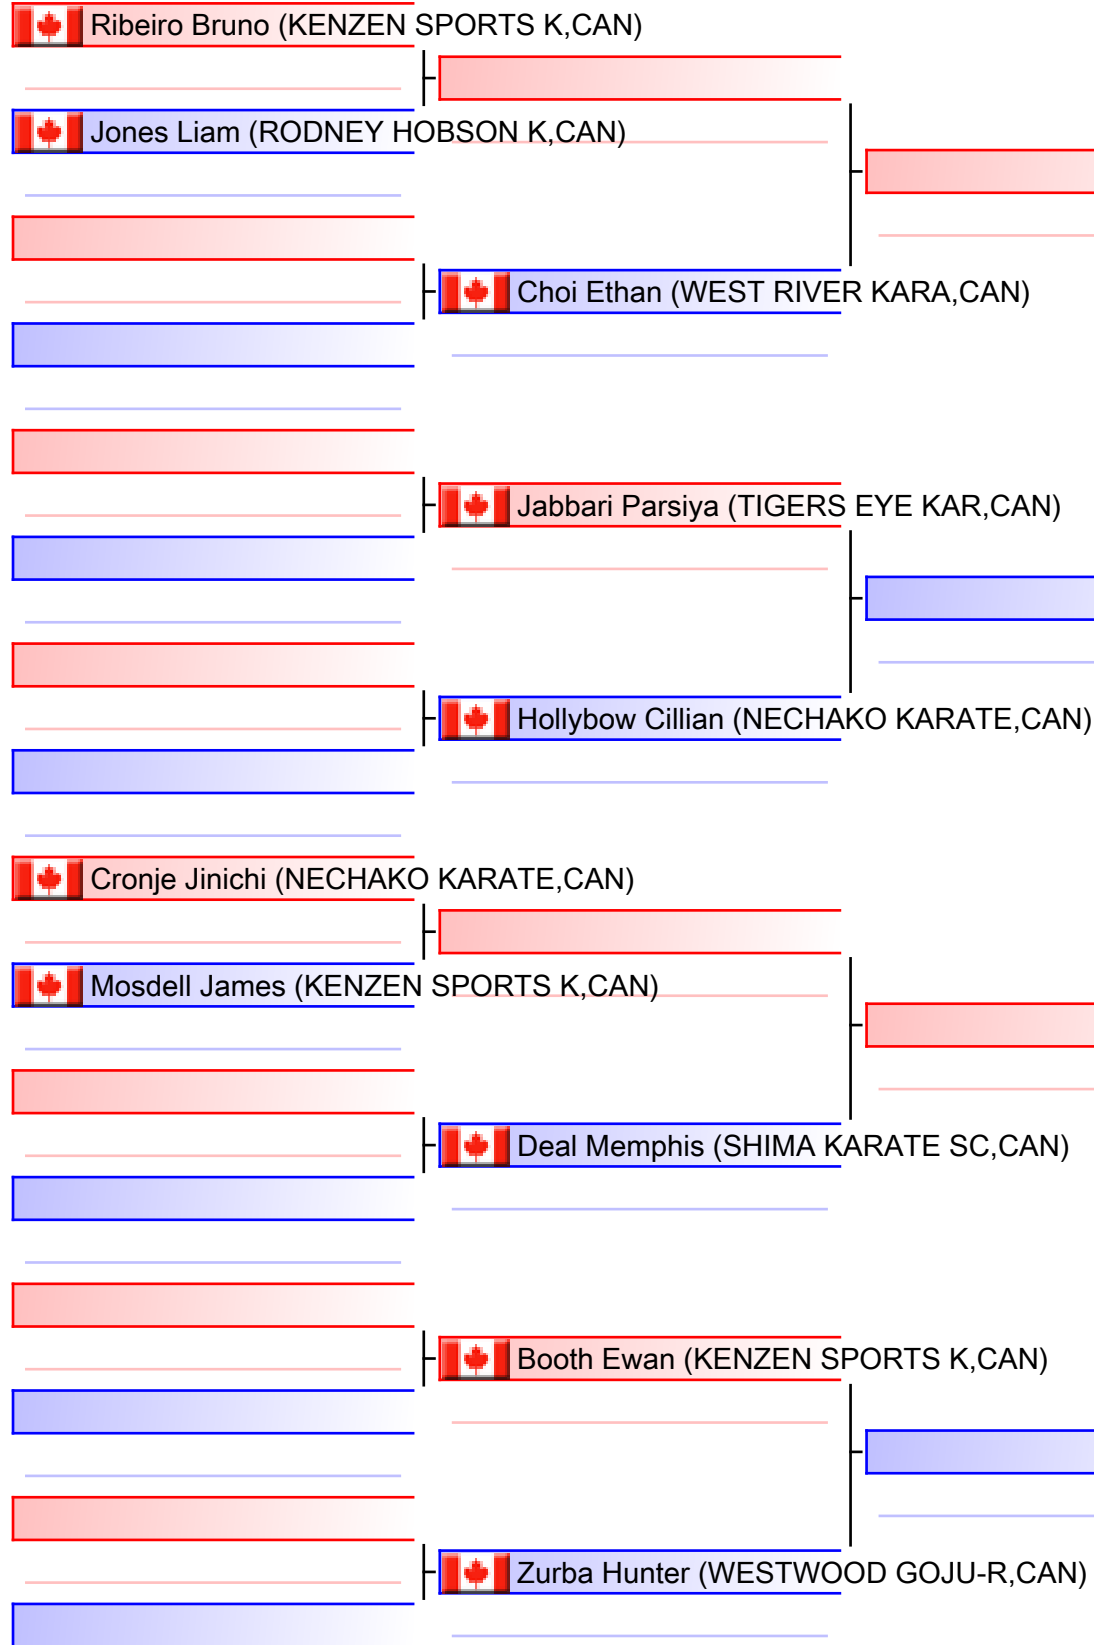 Ribeiro Bruno (KENZEN SPORTS K,CAN)
Jones Liam (RODNEY HOBSON K,CAN)
Choi Ethan (WEST RIVER KARA,CAN)
Jabbari Parsiya (TIGERS EYE KAR,CAN)
Hollybow Cillian (NECHAKO KARATE,CAN)
Cronje Jinichi (NECHAKO KARATE,CAN)
Mosdell James (KENZEN SPORTS K,CAN)
Deal Memphis (SHIMA KARATE SC,CAN)
Booth Ewan (KENZEN SPORTS K,CAN)
Zurba Hunter (WESTWOOD GOJU-R,CAN)